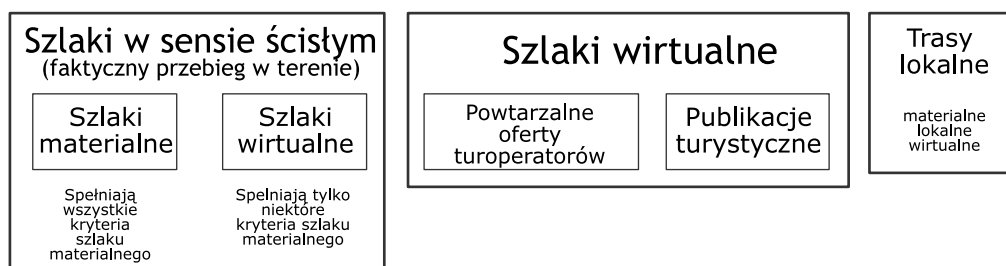 Szlaki w sensie ścisłym
(faktyczny przebieg w terenie)
Szlaki
materialne
Spełniają
wszystkie
kryteria
szlaku
materialnego
Szlaki
wirtualne
Spelniają tylko
niektóre
kryteria szlaku
materialnego
Szlaki wirtualne
Powtarzalne
oferty
turoperatorów
Publikacje
turystyczne
Trasy
lokalne
materialne
lokalne
wirtualne